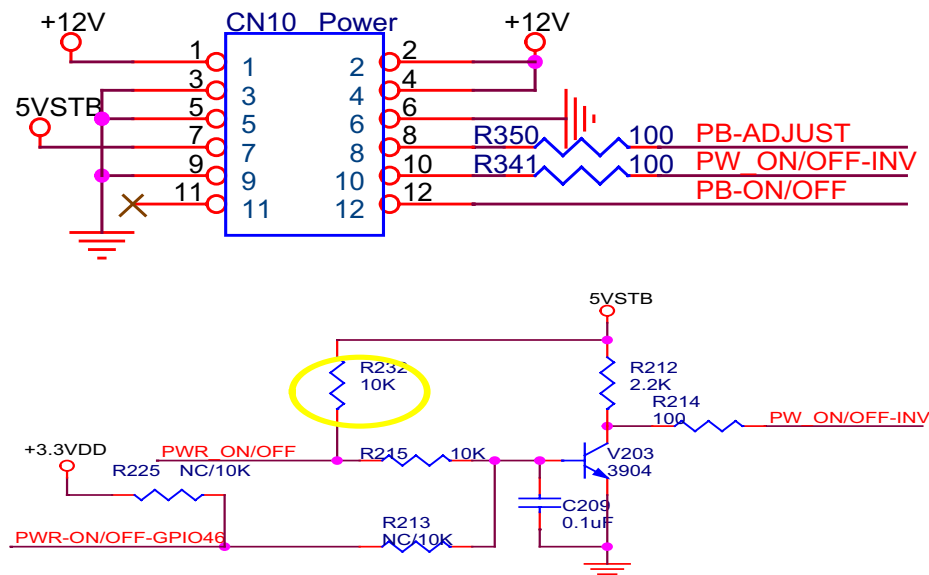 +12V CN10 Power +12V
1 1 2 2
3 3 4 4
5VSTB 5 5 6 6
7 7 8 8 R350 100 PB-ADJUST
9 9 10 10 R341 100 PW_ON/OFF-INV
11 11 12 12 PB-ON/OFF
5VSTB
R232
10K
R212
2.2K
R214
100
PW_ON/OFF-INV
+3.3VDD
PWR_ON/OFF
R215 10K
V203
3904
R225 NC/10K
C209
0.1uF
R213
NC/10K
PWR-ON/OFF-GPIO46